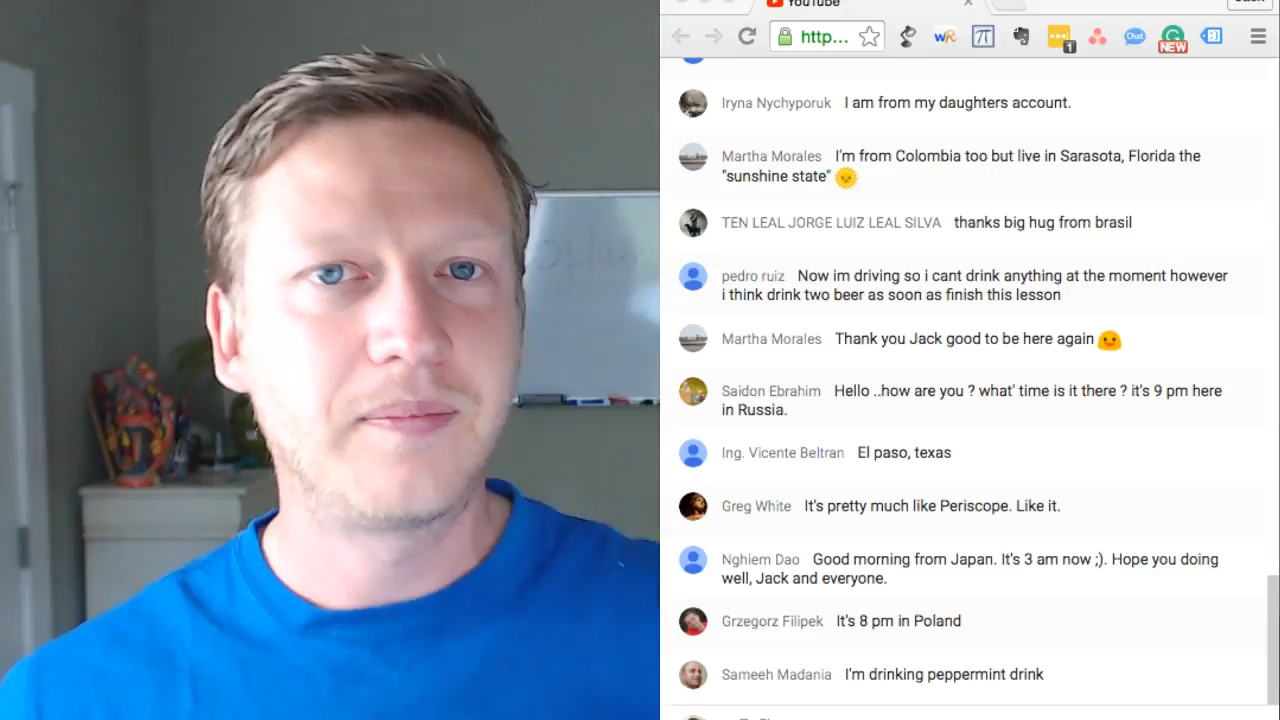 YouTube
http...
wR
π
1
Chat
NEW
Iryna Nychyporuk I am from my daughters account.
Martha Morales I'm from Colombia too but live in Sarasota, Florida the
"sunshine state"
TEN LEAL JORGE LUIZ LEAL SILVA thanks big hug from brasil
pedro ruiz Now im driving so i cant drink anything at the moment however
i think drink two beer as soon as finish this lesson
Martha Morales Thank you Jack good to be here again
Saidon Ebrahim Hello ..how are you ? what' time is it there ? it's 9 pm here
in Russia.
Ing. Vicente Beltran El paso, texas
Greg White It's pretty much like Periscope. Like it.
Nghiem Dao Good morning from Japan. It's 3 am now ;). Hope you doing
well, Jack and everyone.
Grzegorz Filipek It's 8 pm in Poland
Sameeh Madania I'm drinking peppermint drink